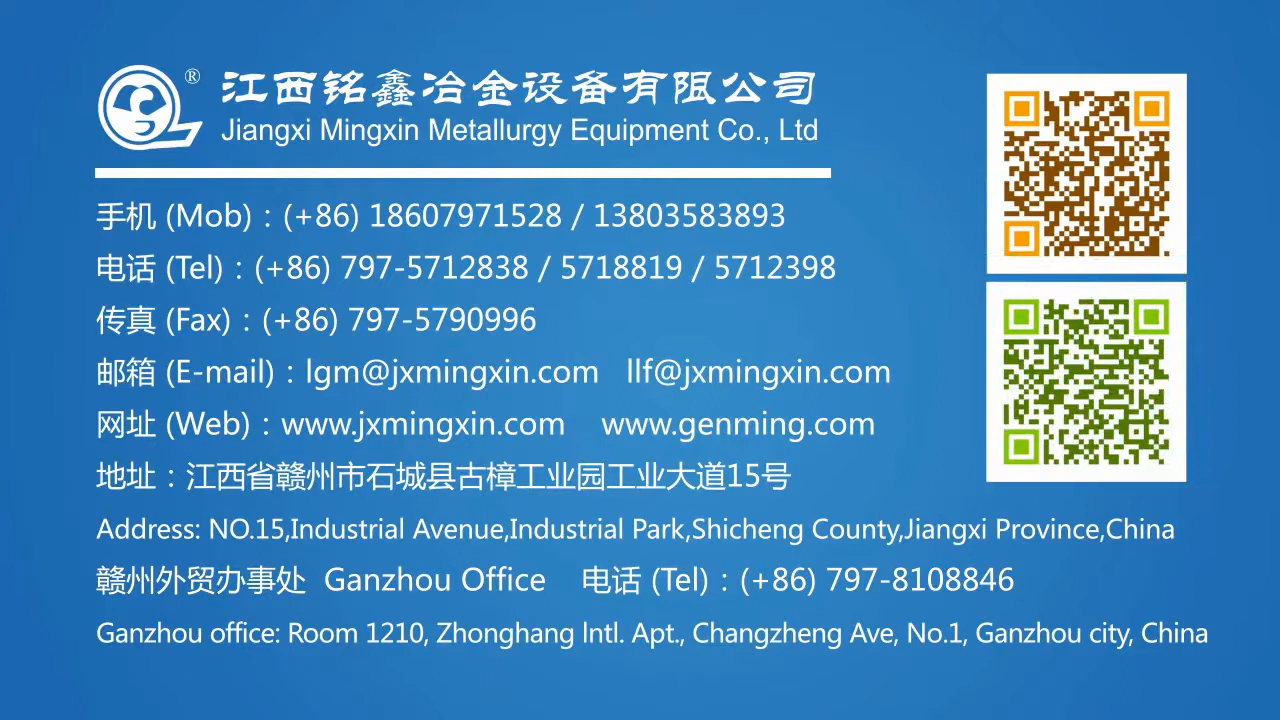 ®
江西铭鑫冶金设备有限公司
Jiangxi Mingxin Metallurgy Equipment Co., Ltd
手机 (Mob)：(+86) 18607971528 / 13803583893
电话 (Tel)：(+86) 797-5712838 / 5718819 / 5712398
传真 (Fax)：(+86) 797-5790996
邮箱 (E-mail)：lgm@jxmingxin.com llf@jxmingxin.com
网址 (Web)：www.jxmingxin.com www.genming.com
地址：江西省赣州市石城县古樟工业园工业大道15号
Address: NO.15,Industrial Avenue,Industrial Park,Shicheng County,Jiangxi Province,China
赣州外贸办事处 Ganzhou Office 电话 (Tel)：(+86) 797-8108846
Ganzhou office: Room 1210, Zhonghang lntl. Apt., Changzheng Ave, No.1, Ganzhou city, China